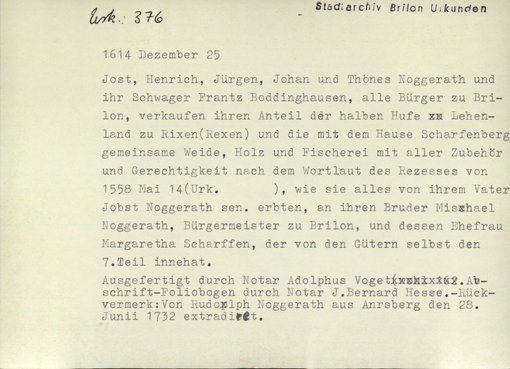 Urk.: 376
Stadtarchiv Brilon Urkunden
1614 Dezember 25
Jost, Henrich, Jürgen, Johan und Thönes Noggerath und
ihr Schwager Frantz Boddinghausen, alle Bürger zu Bri-
lon, verkaufen ihren Anteil der halben Hufe Lehen-
land zu Rixen(Rexen) und die mit dem Hause Scharfenberg
gemeinsame Weide, Holz und Fischerei mit aller Zubehör
und Gerechtigkeit nach dem Wortlaut des Rezesses von
1558 Mai 14(Urk. ), wie sie alles von ihrem Vater
Jobst Noggerath sen. erbten, an ihren Bruder Michael
Noggerath, Bürgermeister zu Brilon, und dessen Ehefrau
Margaretha Scharffen, der von den Gütern selbst den
7.Teil innehat.
Ausgefertigt durch Notar Adolphus Voget. Ab-
schrift-Foliobogen durch Notar J.Bernard Hesse.-Rück-
vermerk:Von Rudolph Noggerath aus Anrsberg den 28.
Junii 1732 extradiet.